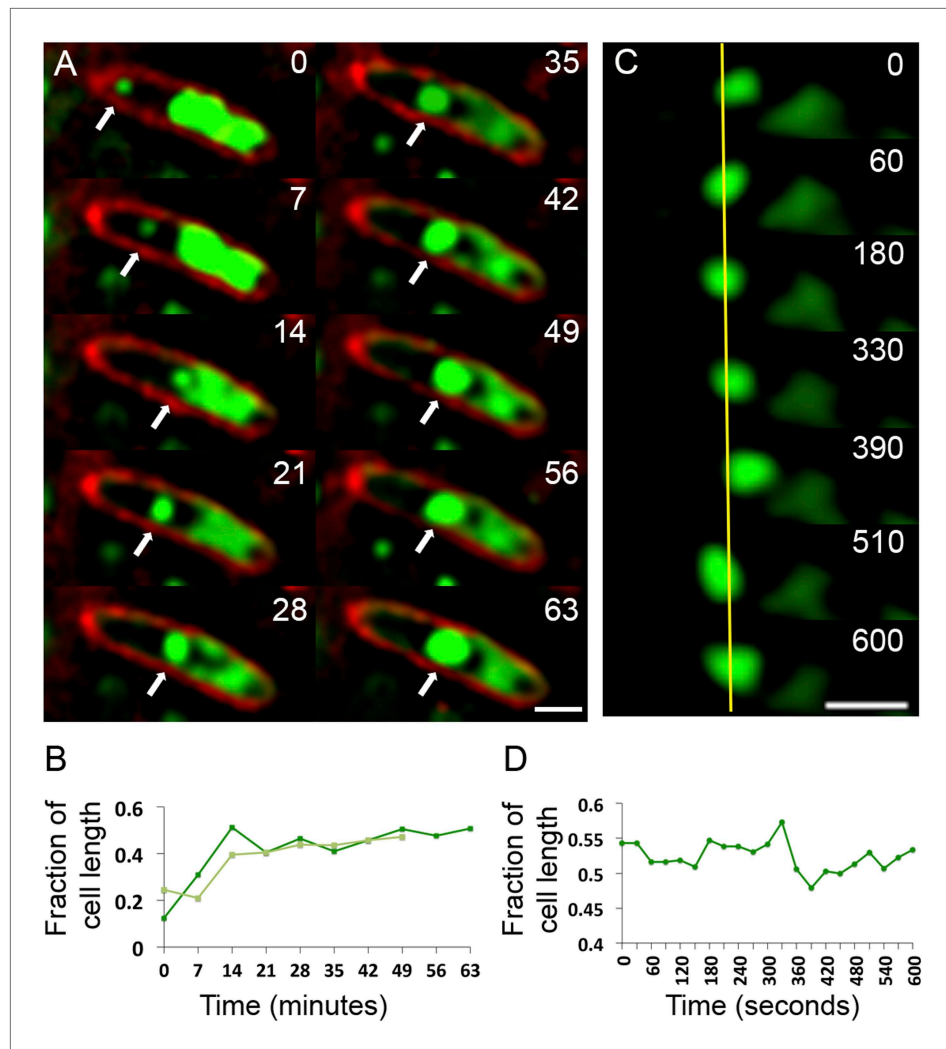 A
0
35
7
42
14
49
21
56
28
63
C
0
60
180
330
390
510
600
B
Fraction of
cell length
0.6
0.4
0.2
0
0 7 14 21 28 35 42 49 56 63
Time (minutes)
D
Fraction of
cell length
0.6
0.55
0.5
0.45
0.4
0 60 120 180 240 300 360 420 480 540 600
Time (seconds)